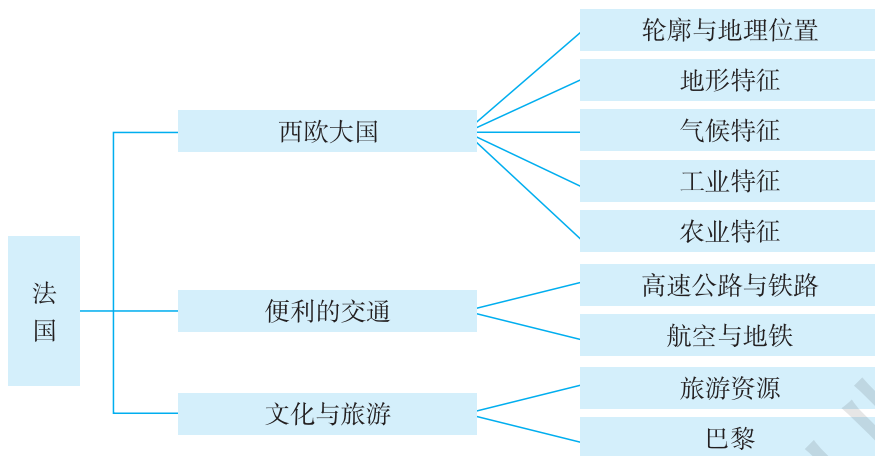 法国
西欧大国
轮廓与地理位置
地形特征
气候特征
工业特征
农业特征
便利的交通
高速公路与铁路
航空与地铁
文化与旅游
旅游资源
巴黎